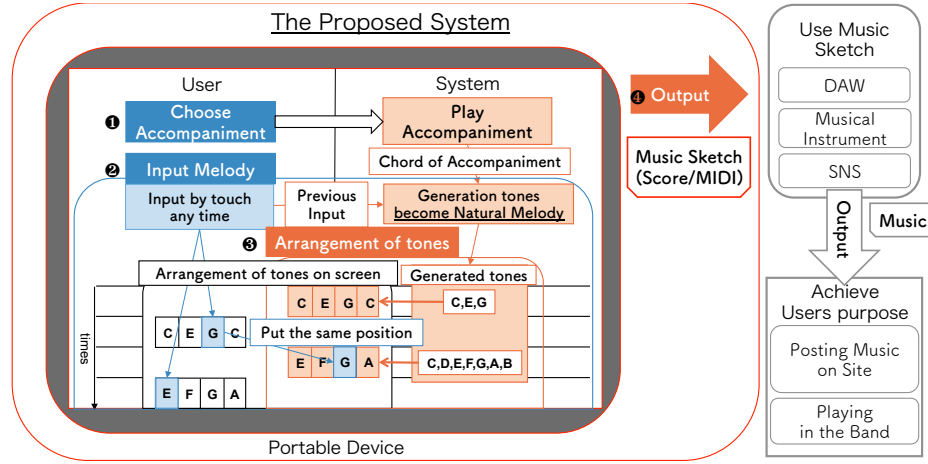 The Proposed System
User
System
❶
Choose
Accompaniment
Play
Accompaniment
Chord of Accompaniment
❷
Input Melody
Input by touch
any time
Previous
Input
Generation tones
become Natural Melody
❸
Arrangement of tones
Arrangement of tones on screen
Generated tones
times
C E G C
C,E,G
C E G C
Put the same position
E F G A
C,D,E,F,G,A,B
E F G A
Portable Device
❹ Output
Music Sketch
(Score/MIDI)
Use Music
Sketch
DAW
Musical
Instrument
SNS
Output
Music
Achieve
Users purpose
Posting Music
on Site
Playing
in the Band